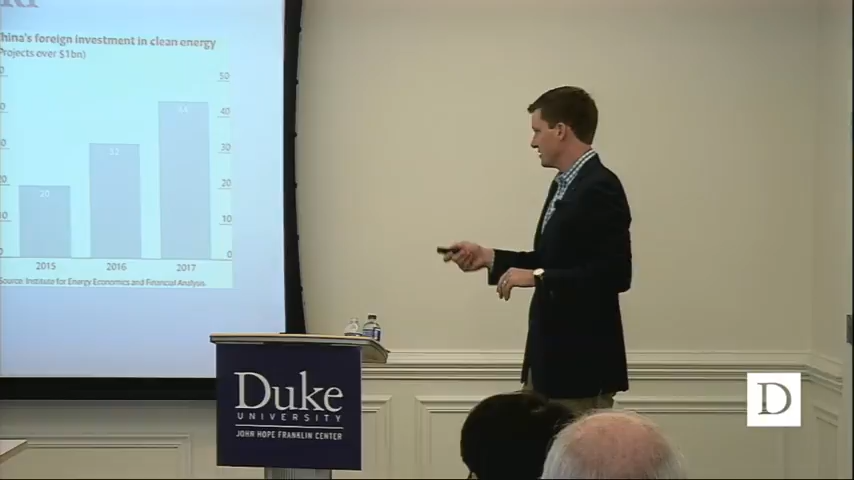 hina's foreign investment in clean energy
Projects over $1bn)
50
40
30
20
10
0
20
32
44
2015 2016 2017
Source: Institute for Energy Economics and Financial Analysis.
Duke
UNIVERSITY
JOHN HOPE FRANKLIN CENTER
D